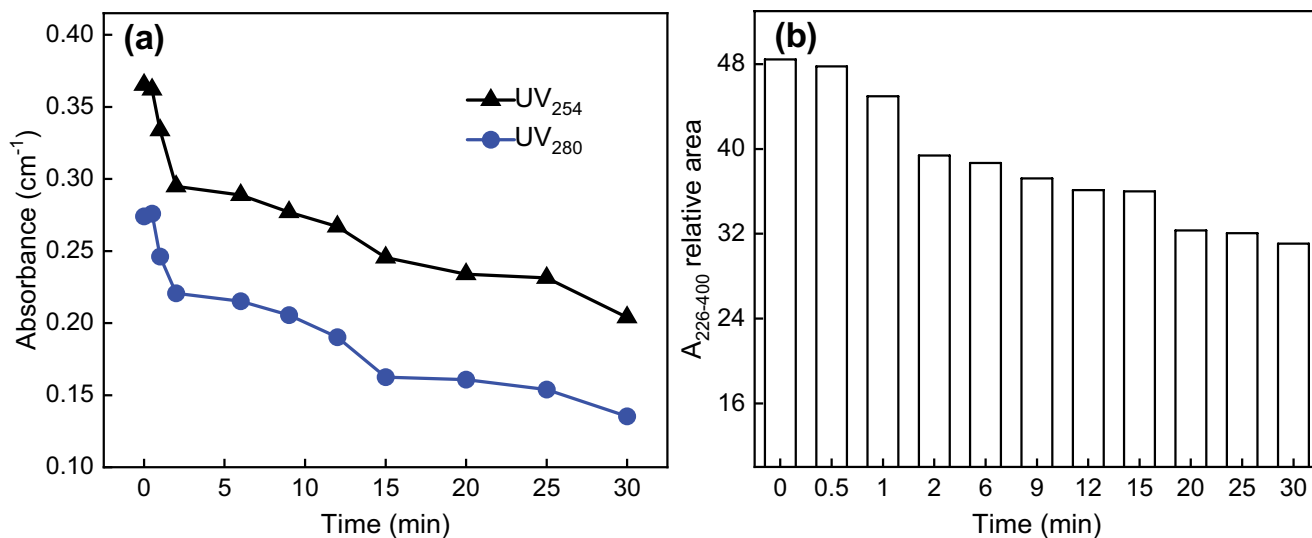 (a)
UV254
UV280
0.40
0.35
0.30
0.25
0.20
0.15
0.10
Absorbance (cm-1)
0 5 10 15 20 25 30
Time (min)
(b)
48
40
32
24
16
A226-400 relative area
0 0.5 1 2 6 9 12 15 20 25 30
Time (min)